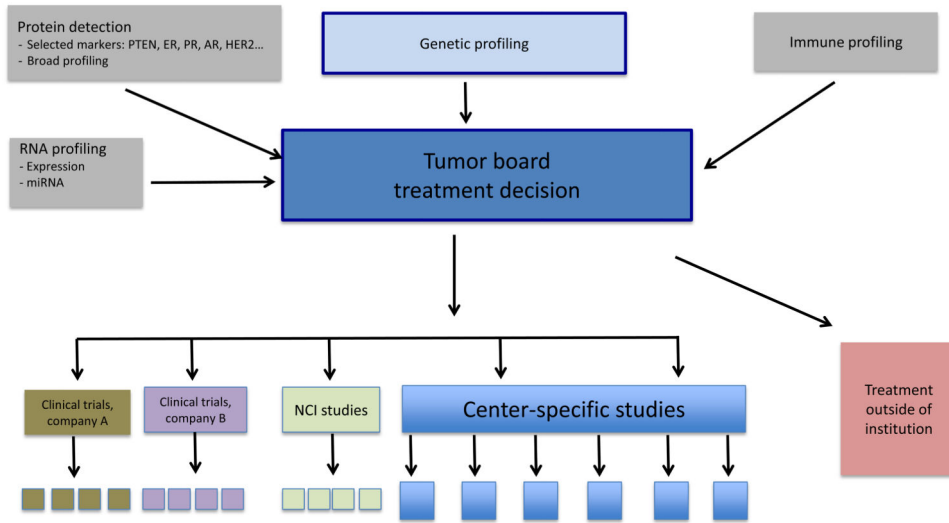 Protein detection
- Selected markers: PTEN, ER, PR, AR, HER2...
- Broad profiling
Genetic profiling
Immune profiling
RNA profiling
- Expression
- miRNA
Tumor board
treatment decision
Clinical trials,
company A
Clinical trials,
company B
NCI studies
Center-specific studies
Treatment
outside of
institution